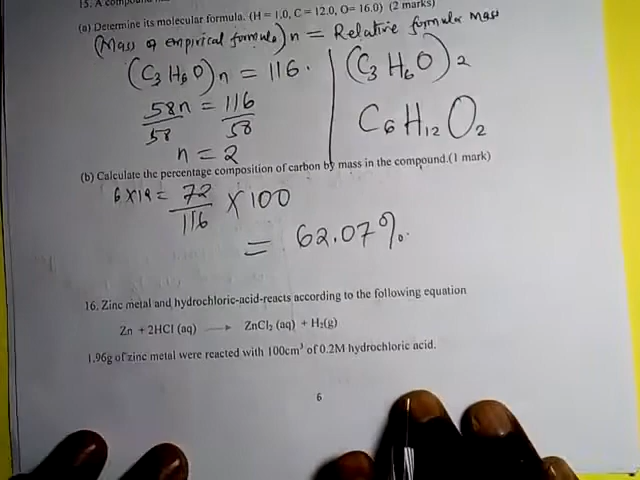 15. A
(a) Determine its molecular formula. (H = 1.0, C = 12.0, O= 16.0) (2 marks)
(Mass of empirical formula)n = Relative formular mass
(C3 H6O)n = 116.
58n = 116
58 58
n = 2
(C3 H6O)2
C6 H12 O2
(b) Calculate the percentage composition of carbon by mass in the compound.(1 mark)
6 x 12 = 72 x 100
116
= 62.07%.
16. Zinc metal and hydrochloric-acid-reacts according to the following equation
Zn + 2HCl (aq) → ZnCl2 (aq) + H2(g)
1.96g of zinc metal were reacted with 100cm³ of 0.2M hydrochloric acid.
6